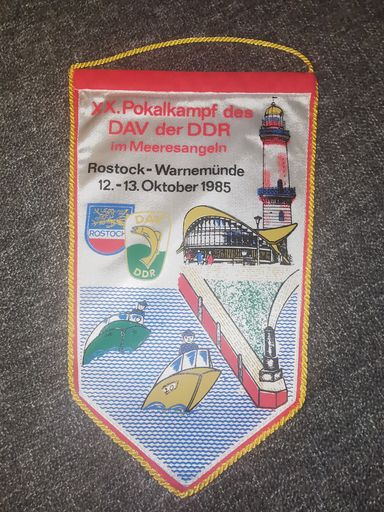 XX. Pokalkampf des
DAV der DDR
im Meeresangeln
Rostock-Warnemünde
12.-13. Oktober 1985
ROSTOCK
DAV
DDR